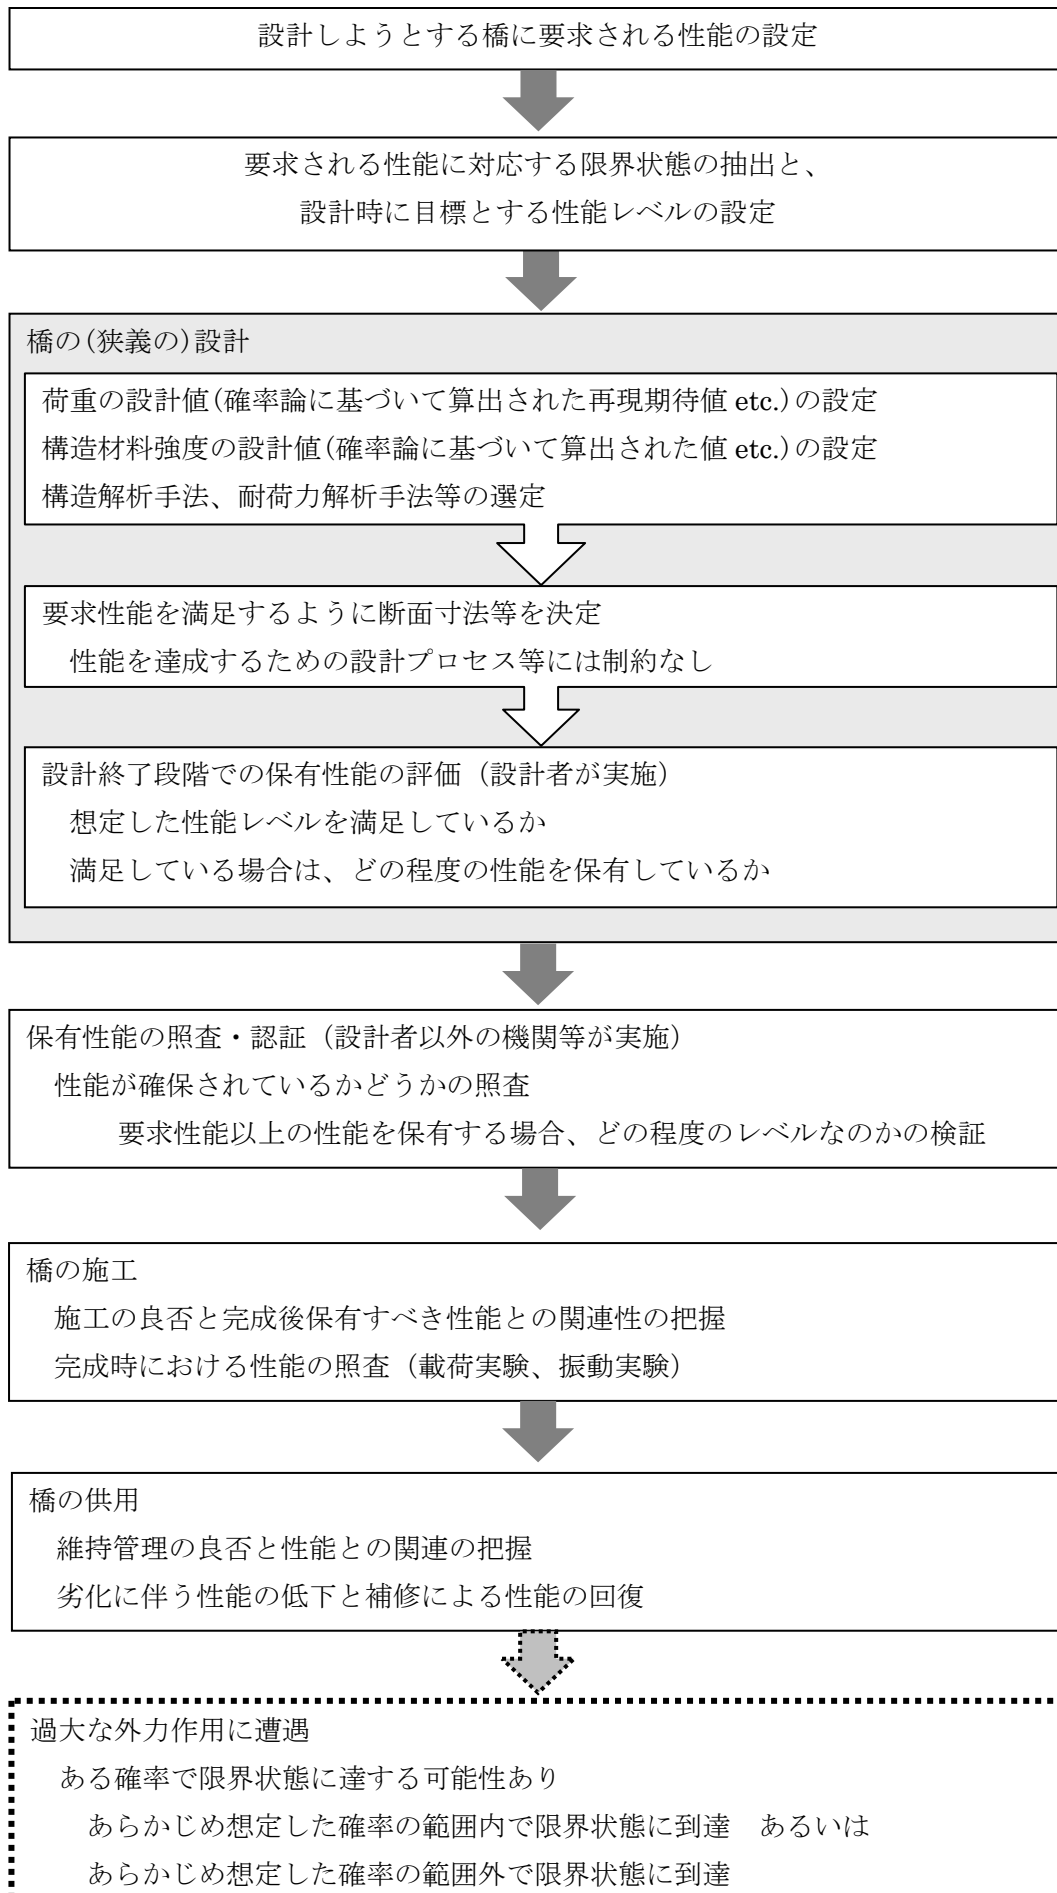 設計しようとする橋に要求される性能の設定
要求される性能に対応する限界状態の抽出と、
設計時に目標とする性能レベルの設定
橋の(狭義の)設計
荷重の設計値(確率論に基づいて算出された再現期待値 etc.)の設定
構造材料強度の設計値(確率論に基づいて算出された値 etc.)の設定
構造解析手法、耐荷力解析手法等の選定
要求性能を満足するように断面寸法等を決定
性能を達成するための設計プロセス等には制約なし
設計終了段階での保有性能の評価（設計者が実施）
想定した性能レベルを満足しているか
満足している場合は、どの程度の性能を保有しているか
保有性能の照査・認証（設計者以外の機関等が実施）
性能が確保されているかどうかの照査
要求性能以上の性能を保有する場合、どの程度のレベルなのかの検証
橋の施工
施工の良否と完成後保有すべき性能との関連性の把握
完成時における性能の照査（載荷実験、振動実験）
橋の供用
維持管理の良否と性能との関連の把握
劣化に伴う性能の低下と補修による性能の回復
過大な外力作用に遭遇
ある確率で限界状態に達する可能性あり
あらかじめ想定した確率の範囲内で限界状態に到達　あるいは
あらかじめ想定した確率の範囲外で限界状態に到達